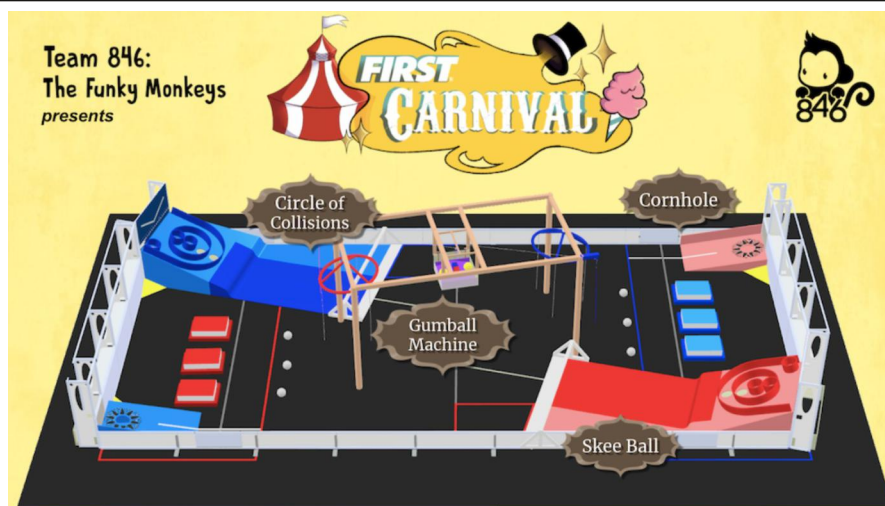 Team 846:
The Funky Monkeys
presents
FIRST
CARNIVAL
846
Circle of
Collisions
Cornhole
Gumball
Machine
Skee Ball